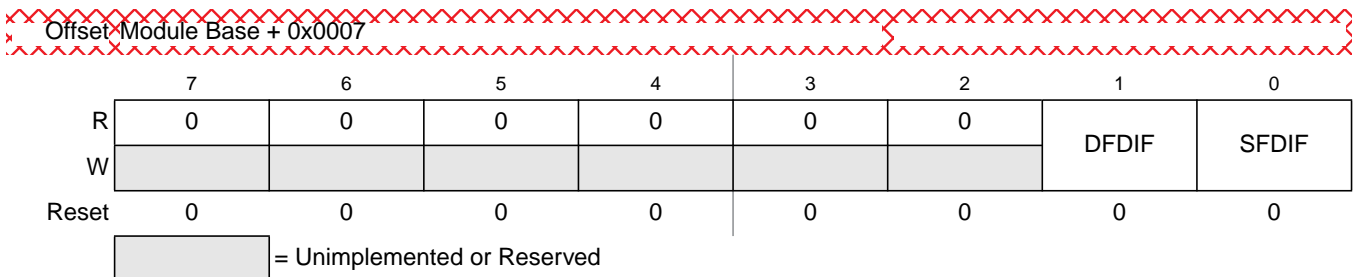 Offset Module Base + 0x0007
7 6 5 4 3 2 1 0
R 0 0 0 0 0 0 DFDIF SFDIF
W
Reset 0 0 0 0 0 0 0 0
= Unimplemented or Reserved